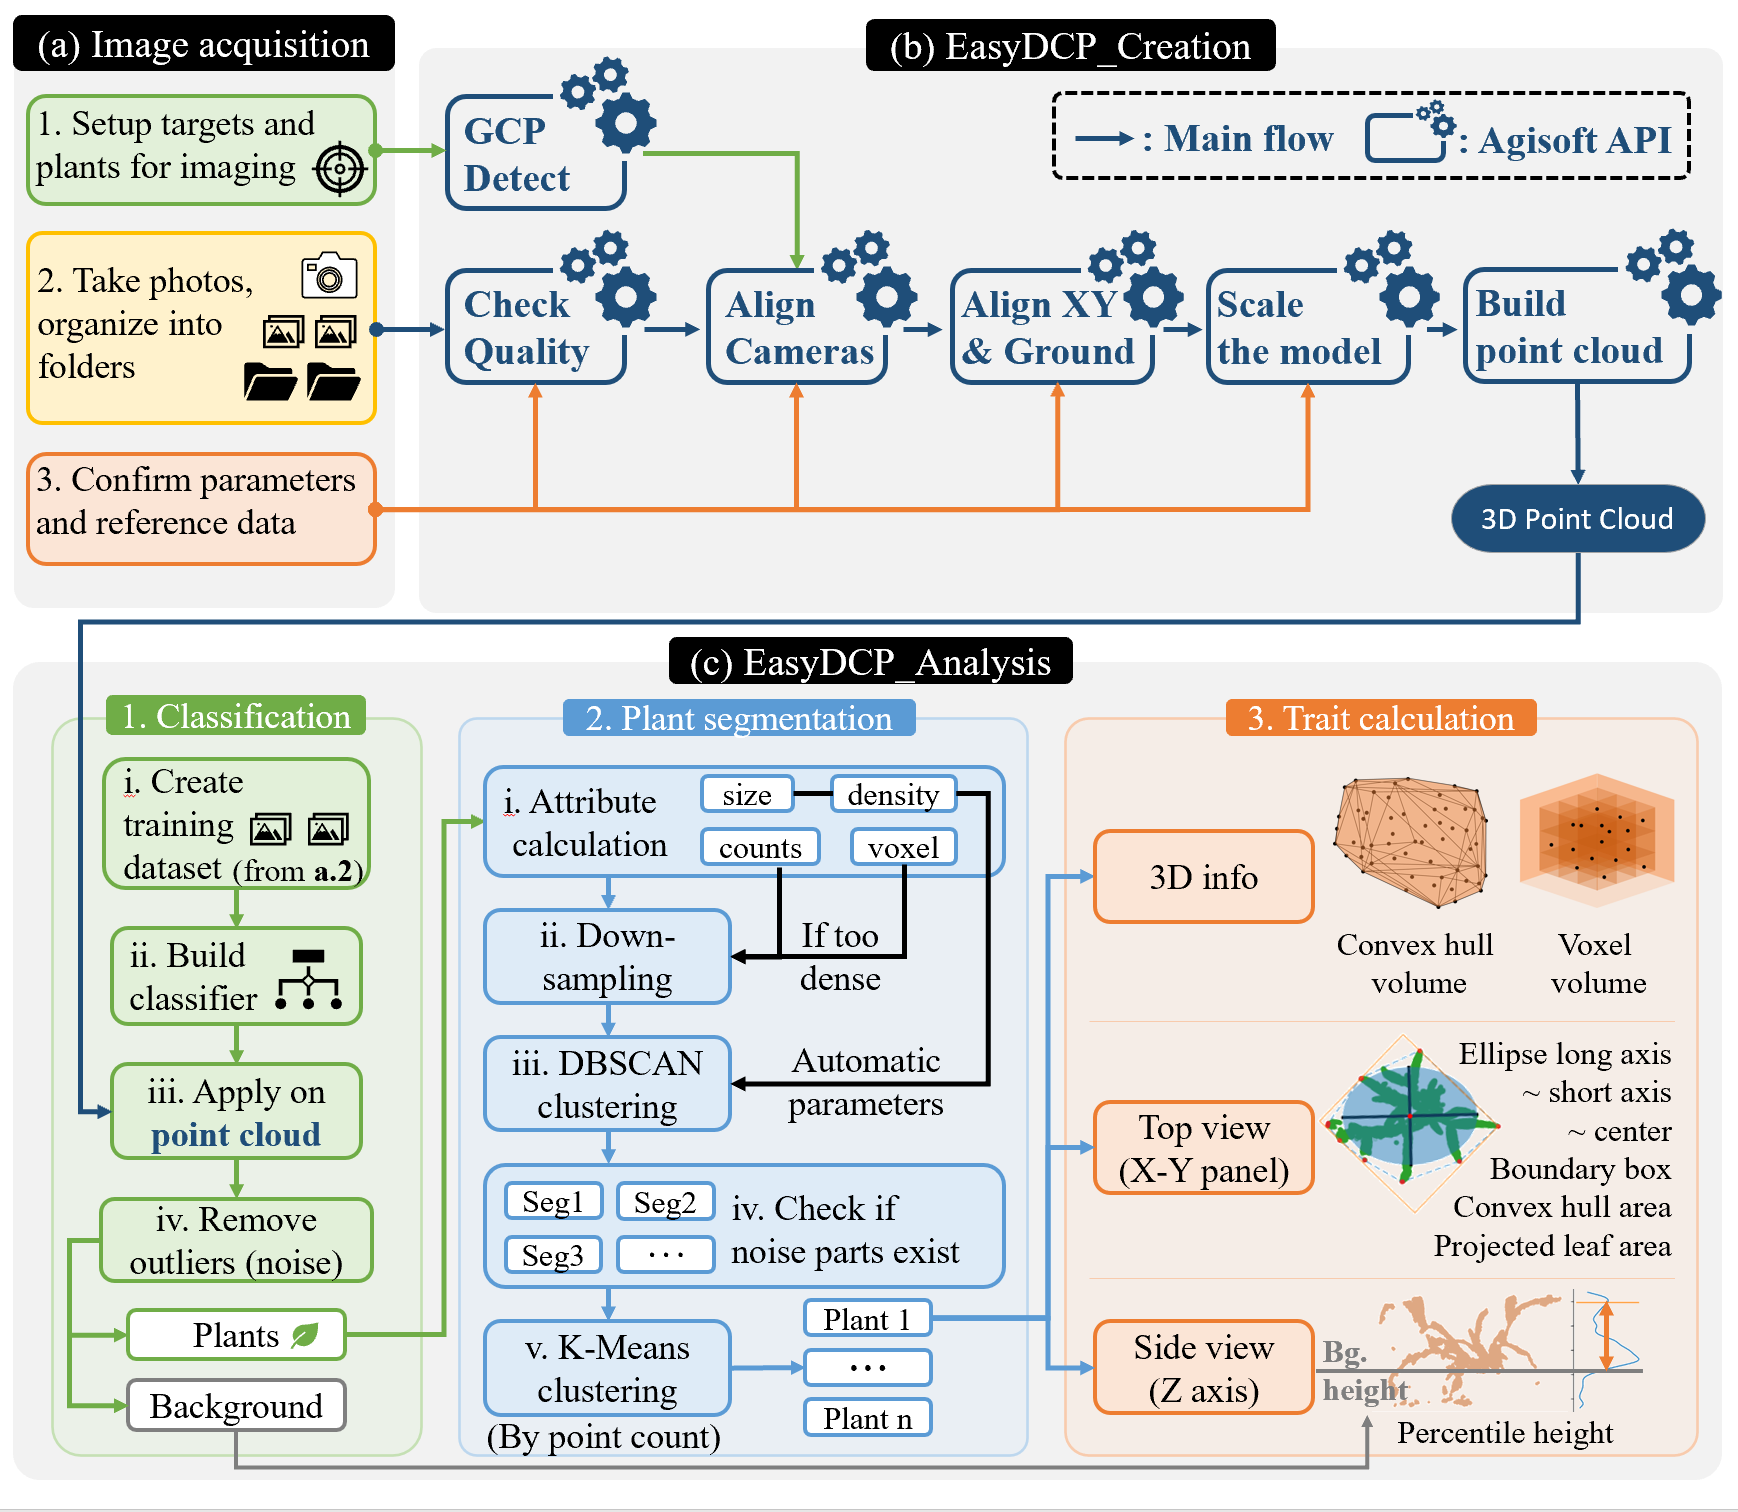 (a) Image acquisition
1. Setup targets and
plants for imaging
2. Take photos,
organize into
folders
3. Confirm parameters
and reference data
(b) EasyDCP_Creation
: Main flow
: Agisoft API
GCP
Detect
Check
Quality
Align
Cameras
Align XY
& Ground
Scale
the model
Build
point cloud
3D Point Cloud
(c) EasyDCP_Analysis
1. Classification
i. Create
training
dataset (from a.2)
ii. Build
classifier
iii. Apply on
point cloud
iv. Remove
outliers (noise)
Plants
Background
2. Plant segmentation
i. Attribute
calculation
size
density
counts
voxel
ii. Down-
sampling
If too
dense
iii. DBSCAN
clustering
Automatic
parameters
Seg1
Seg2
Seg3
...
iv. Check if
noise parts exist
v. K-Means
clustering
(By point count)
Plant 1
...
Plant n
3. Trait calculation
3D info
Convex hull
volume
Voxel
volume
Top view
(X-Y panel)
Ellipse long axis
~ short axis
~ center
Boundary box
Convex hull area
Projected leaf area
Side view
(Z axis)
Bg.
height
Percentile height